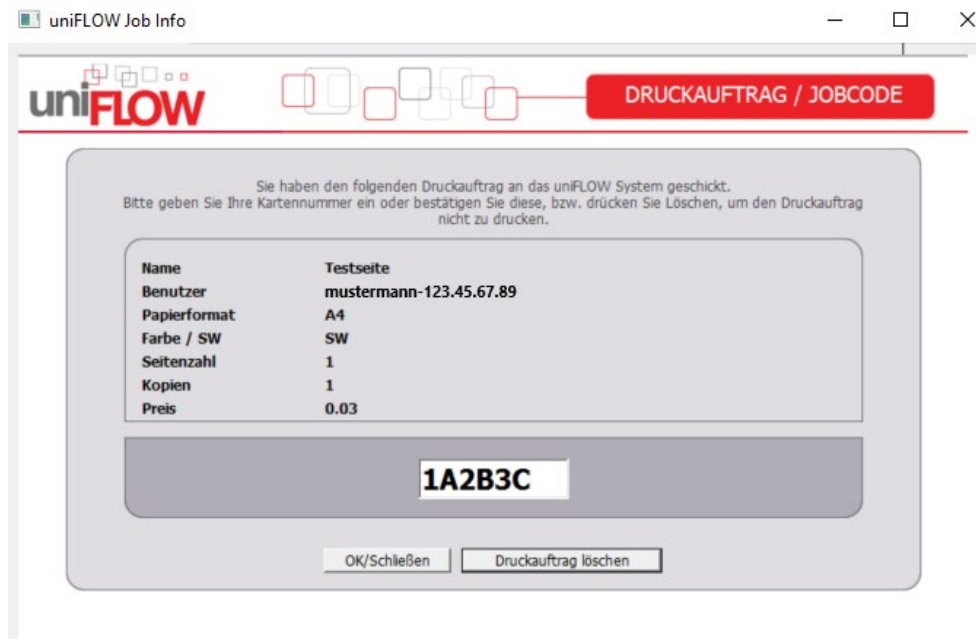 uniFLOW Job Info
uniFLOW
DRUCKAUFTRAG / JOBCODE
Sie haben den folgenden Druckauftrag an das uniFLOW System geschickt.
Bitte geben Sie Ihre Kartennummer ein oder bestätigen Sie diese, bzw. drücken Sie Löschen, um den Druckauftrag
nicht zu drucken.
Name Testseite
Benutzer mustermann-123.45.67.89
Papierformat A4
Farbe / SW SW
Seitenzahl 1
Kopien 1
Preis 0.03
1A2B3C
OK/Schließen Druckauftrag löschen